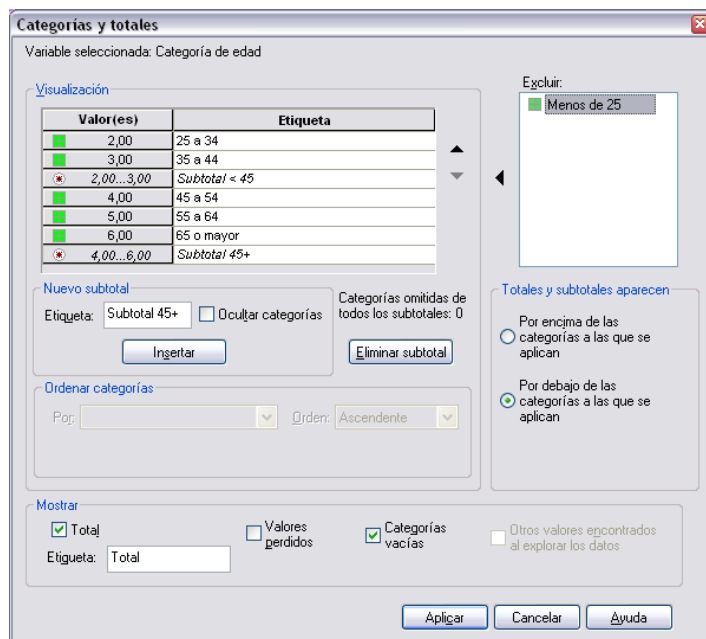 Categorías y totales
Variable seleccionada: Categoría de edad
Visualización
Valor(es) Etiqueta
2,00 25 a 34
3,00 35 a 44
2,00...3,00 Subtotal < 45
4,00 45 a 54
5,00 55 a 64
6,00 65 o mayor
4,00...6,00 Subtotal 45+
Excluir:
Menos de 25
Nuevo subtotal
Etiqueta: Subtotal 45+ Ocultar categorías
Insertar
Categorías omitidas de
todos los subtotales: 0
Eliminar subtotal
Totales y subtotales aparecen
Por encima de las
categorías a las que se
aplican
Por debajo de las
categorías a las que se
aplican
Ordenar categorías
Por: Orden: Ascendente
Mostrar
Total
Etiqueta: Total
Valores
perdidos
Categorías
vacías
Otros valores encontrados
al explorar los datos
Aplicar Cancelar Ayuda